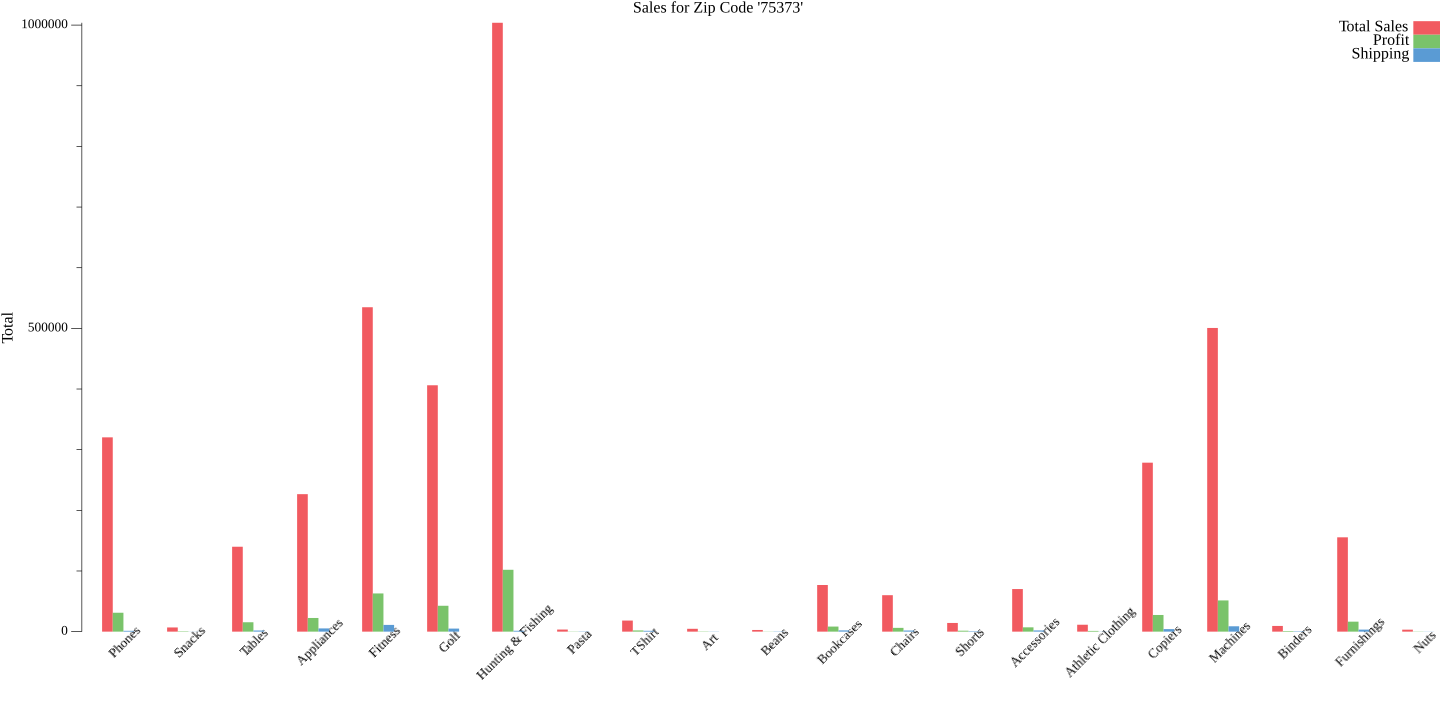 Sales for Zip Code '75373'
1000000
500000
0
Total
Total Sales
Profit
Shipping
Phones
Snacks
Tables
Appliances
Fitness
Golf
Hunting & Fishing
Pasta
TShirt
Art
Beans
Bookcases
Chairs
Shorts
Accessories
Athletic Clothing
Copiers
Machines
Binders
Furnishings
Nuts